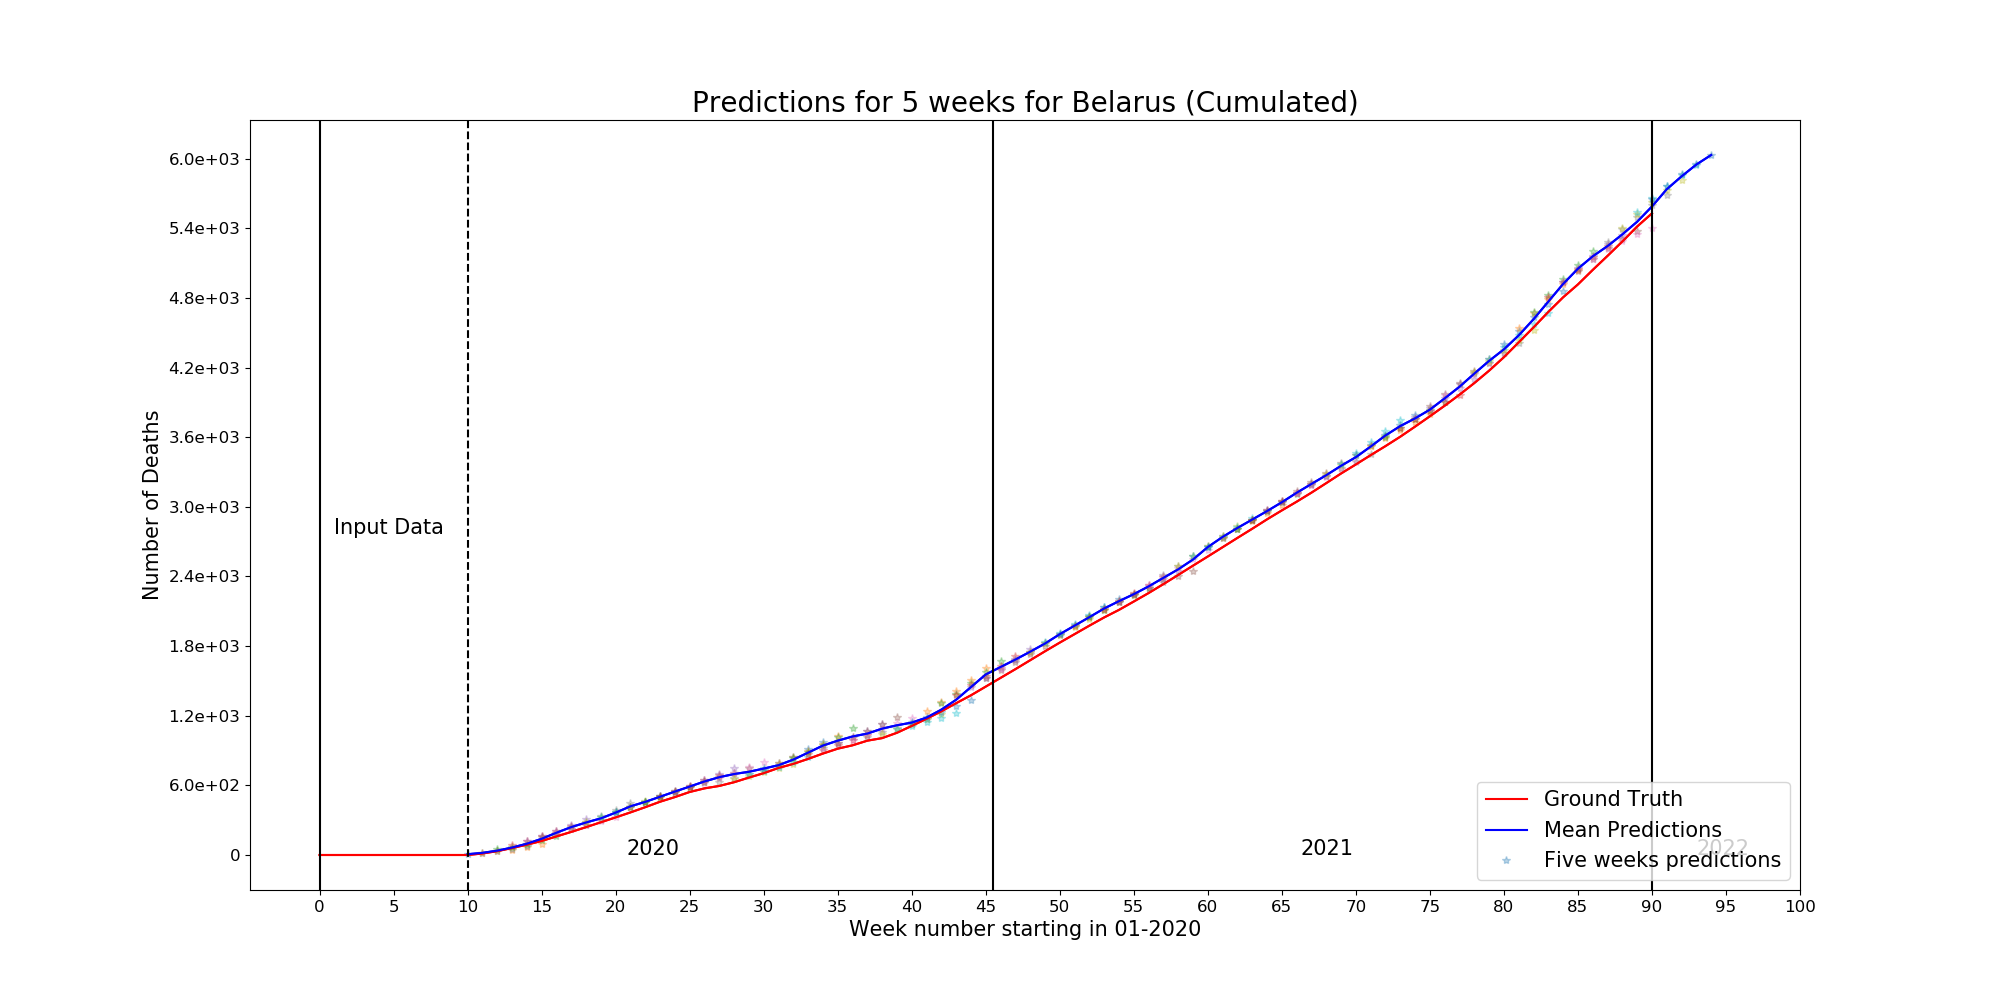 Predictions for 5 weeks for Belarus (Cumulated)
6.0e+03
5.4e+03
4.8e+03
4.2e+03
3.6e+03
3.0e+03
2.4e+03
1.8e+03
1.2e+03
6.0e+02
0
Number of Deaths
Input Data
2020
2021
2022
Ground Truth
Mean Predictions
Five weeks predictions
0 5 10 15 20 25 30 35 40 45 50 55 60 65 70 75 80 85 90 95 100
Week number starting in 01-2020